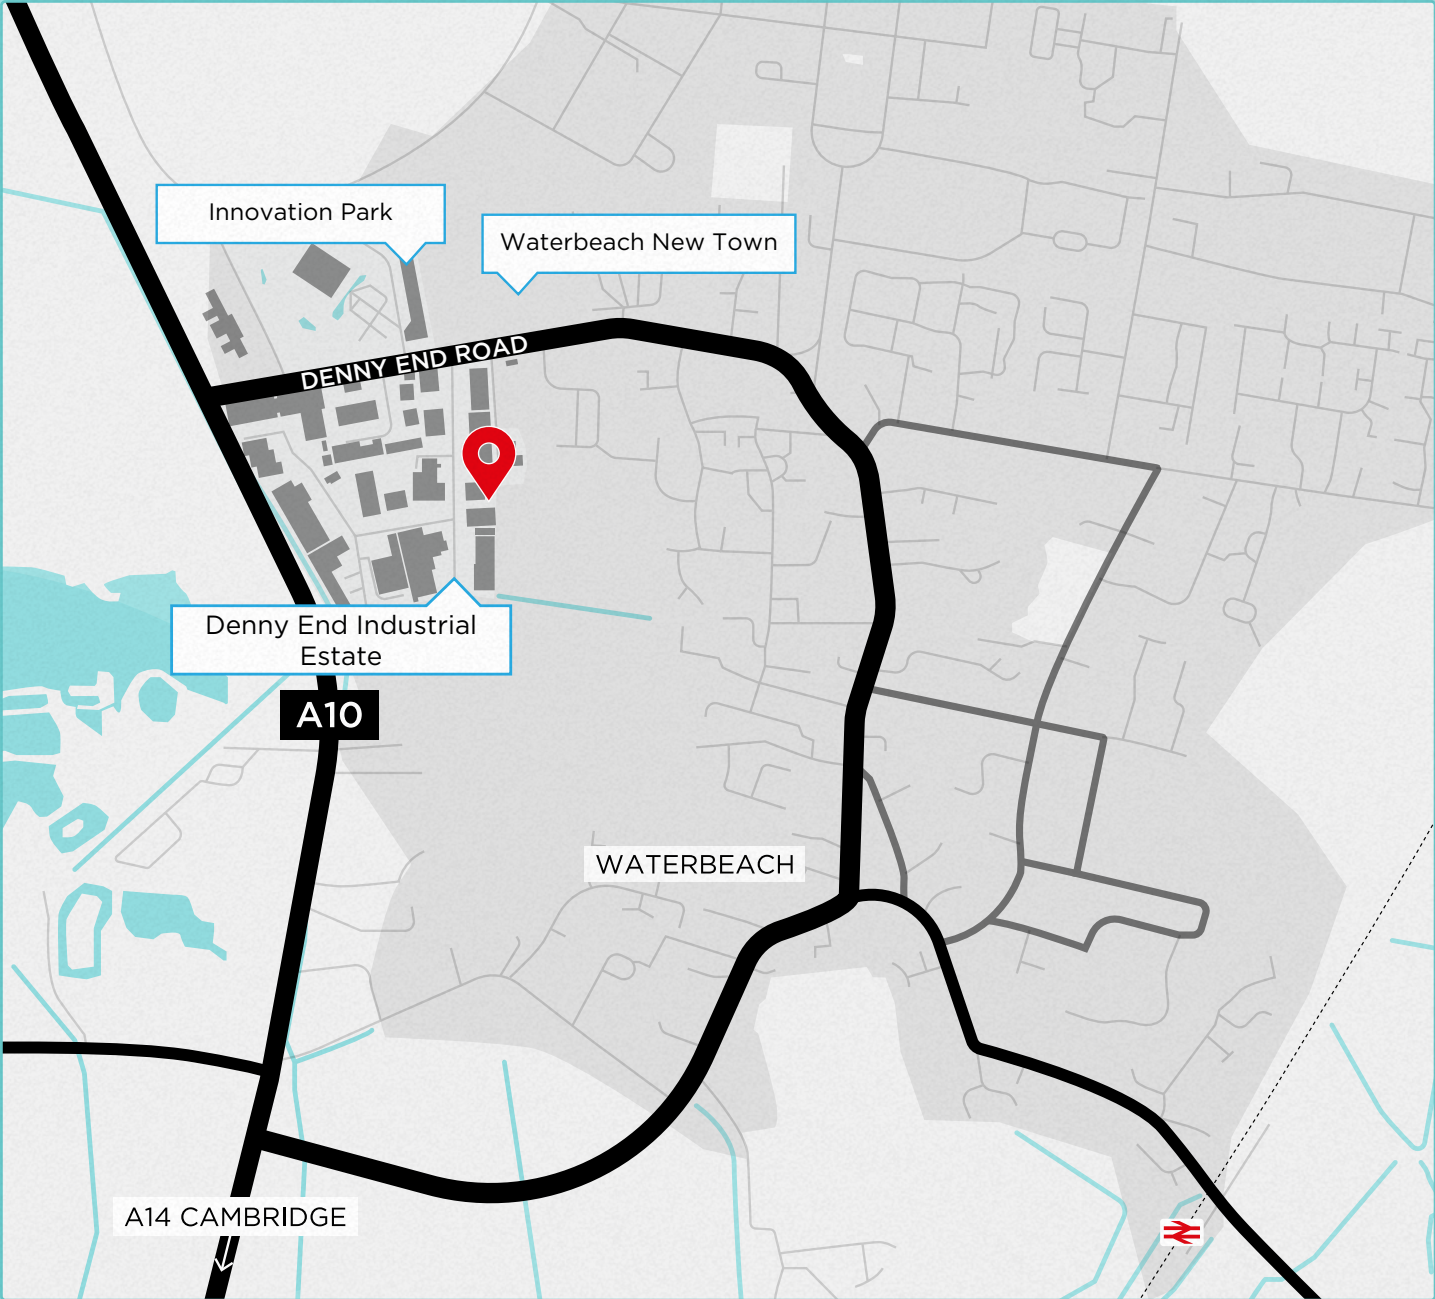 Innovation Park
Waterbeach New Town
DENNY END ROAD
Denny End Industrial
Estate
A10
WATERBEACH
A14 CAMBRIDGE